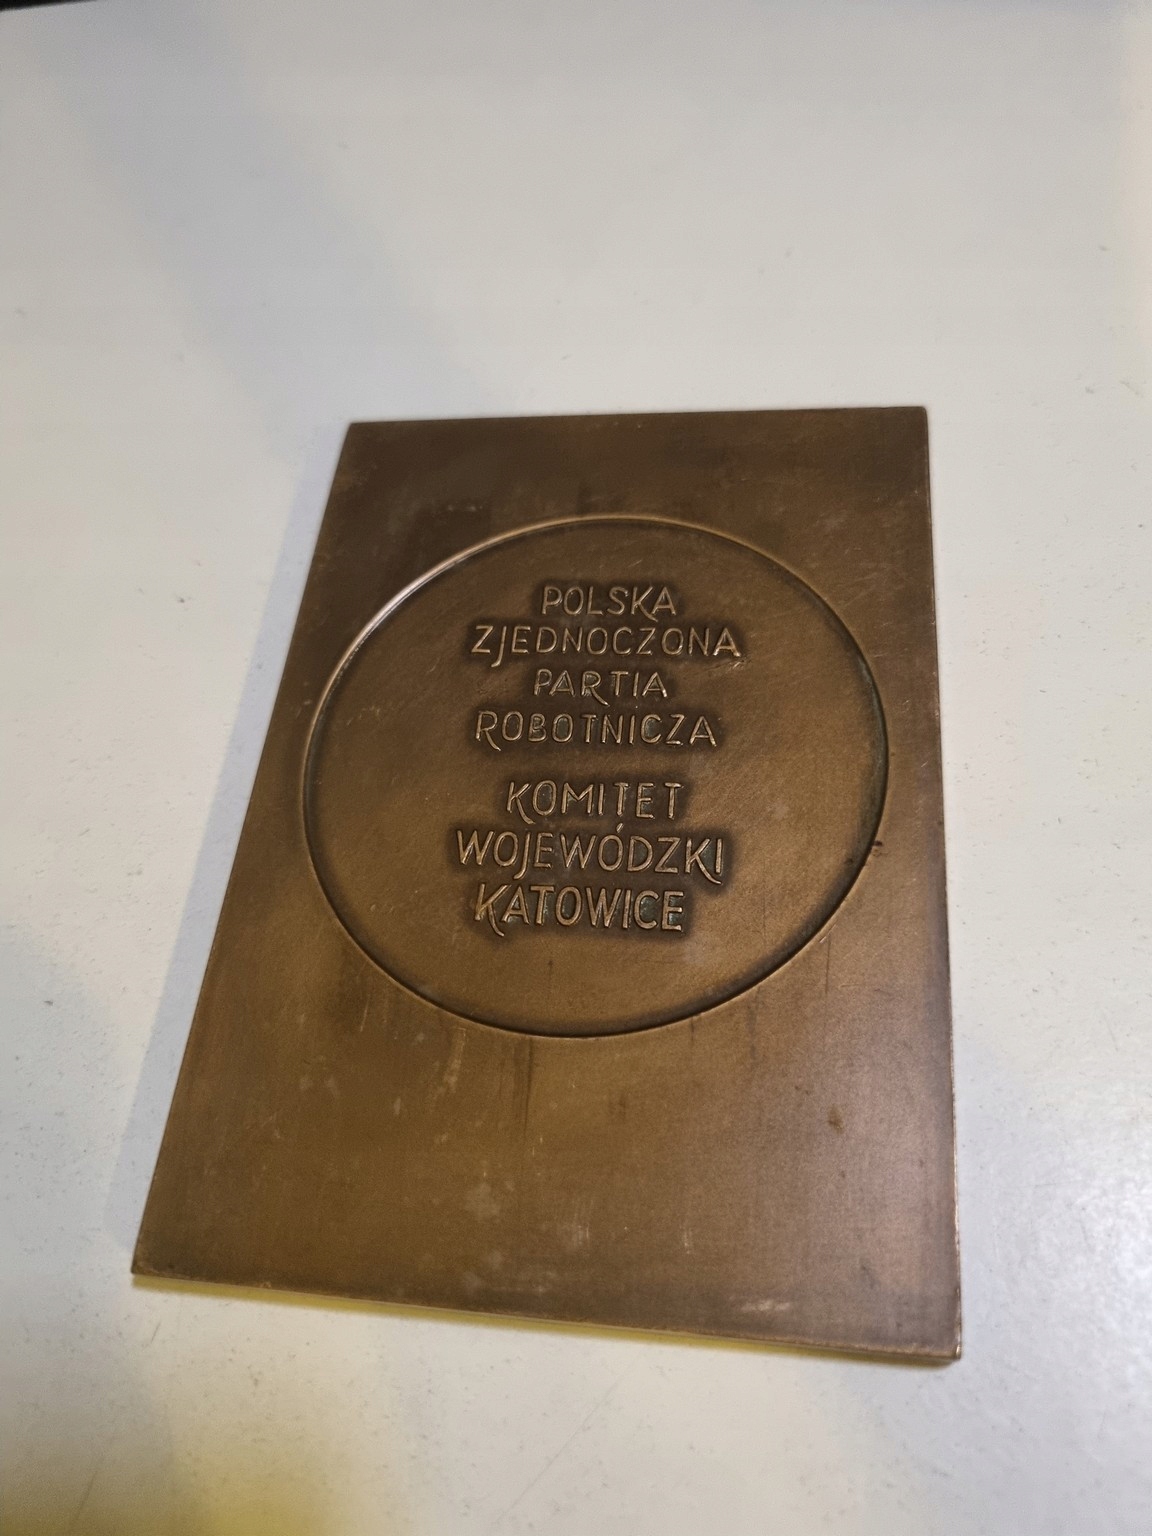 POLSKA
ZJEDNOCZONA
PARTIA
ROBOTNICZA
KOMITET
WOJEWÓDZKI
KATOWICE